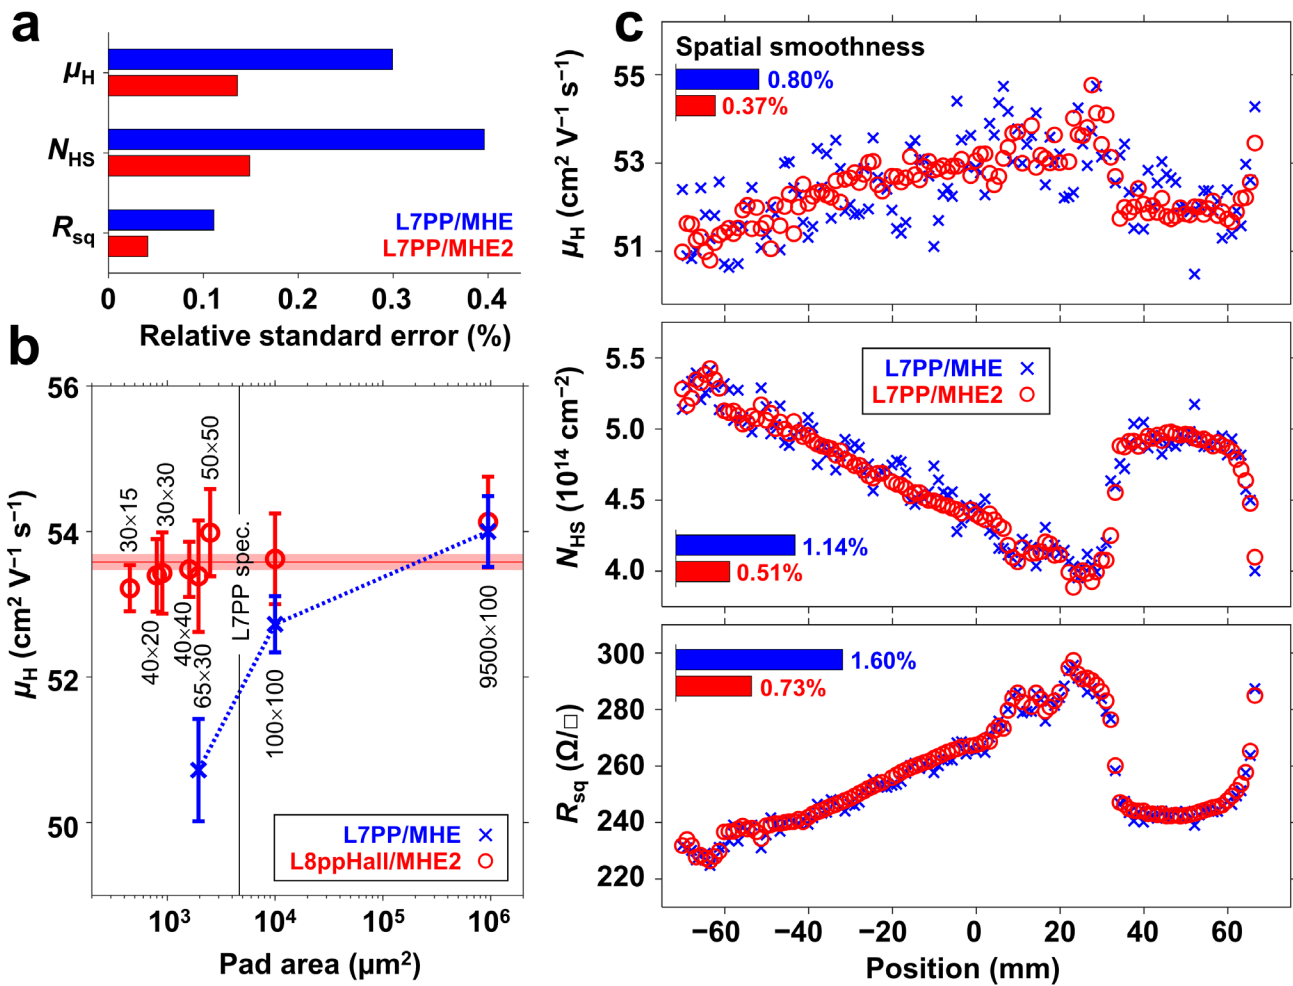 a
μH
NHS
Rsq
L7PP/MHE
L7PP/MHE2
0 0.1 0.2 0.3 0.4
Relative standard error (%)
b
56
54
52
50
μH (cm² V⁻¹ s⁻¹)
30×15
30×30
50×50
40×20
40×40
65×30
L7PP spec.
100×100
9500×100
L7PP/MHE
L8ppHall/MHE2
10³ 10⁴ 10⁵ 10⁶
Pad area (μm²)
c
Spatial smoothness
0.80%
0.37%
55
53
51
μH (cm² V⁻¹ s⁻¹)
L7PP/MHE
L7PP/MHE2
5.5
5.0
4.5
4.0
NHS (10¹⁴ cm⁻²)
1.14%
0.51%
1.60%
0.73%
300
280
260
240
220
Rsq (Ω/□)
−60 −40 −20 0 20 40 60
Position (mm)